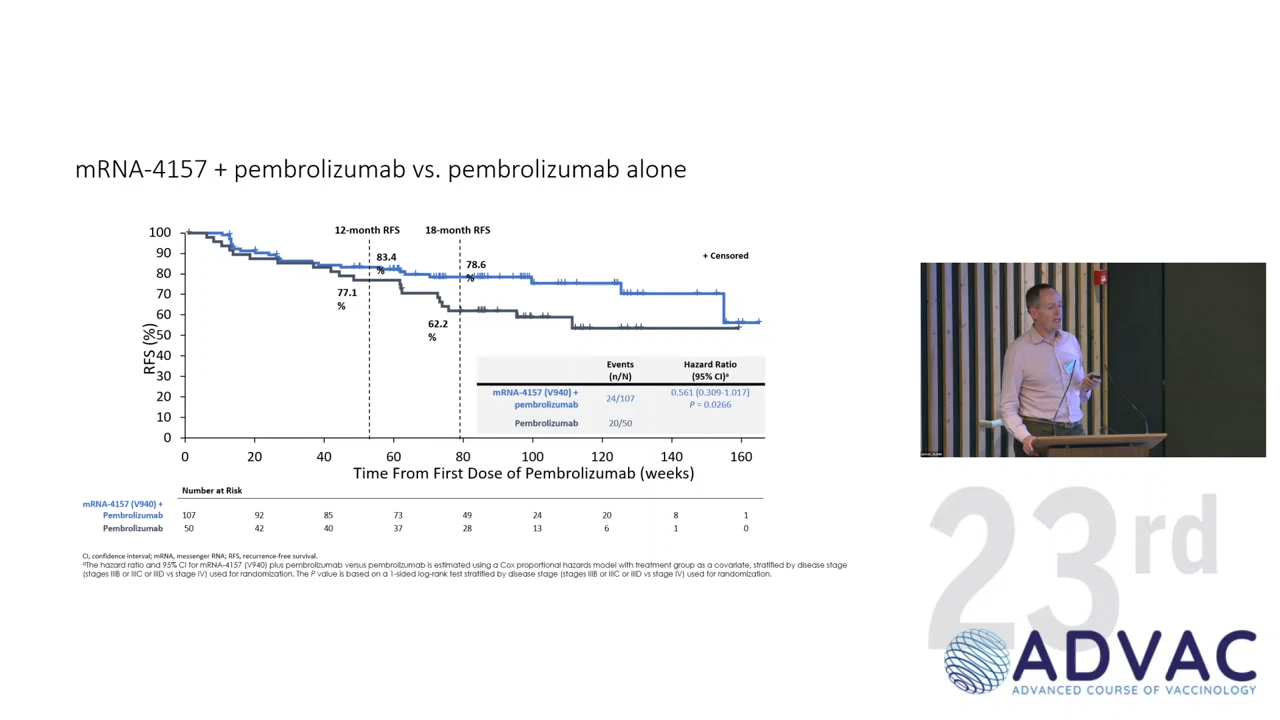 mRNA-4157 + pembrolizumab vs. pembrolizumab alone
12-month RFS
18-month RFS
100
90
80
70
60
50
40
30
20
10
0
RFS (%)
83.4
%
78.6
%
77.1
%
62.2
%
+ Censored
Events
(n/N)
Hazard Ratio
(95% CI)ᵃ
mRNA-4157 (V940) +
pembrolizumab
24/107
0.561 (0.309-1.017)
P = 0.0266
Pembrolizumab
20/50
0 20 40 60 80 100 120 140 160
Time From First Dose of Pembrolizumab (weeks)
Number at Risk
mRNA-4157 (V940) +
Pembrolizumab 107 92 85 73 49 24 20 8 1
Pembrolizumab 50 42 40 37 28 13 6 1 0
CI, confidence interval; mRNA, messenger RNA; RFS, recurrence-free survival.
ᵃThe hazard ratio and 95% CI for mRNA-4157 (V940) plus pembrolizumab versus pembrolizumab is estimated using a Cox proportional hazards model with treatment group as a covariate, stratified by disease stage
(stages IIIB or IIIC or IIID vs stage IV) used for randomization. The P value is based on a 1-sided log-rank test stratified by disease stage (stages IIIB or IIIC or IIID vs stage IV) used for randomization.
23rd
ADVAC
ADVANCED COURSE OF VACCINOLOGY